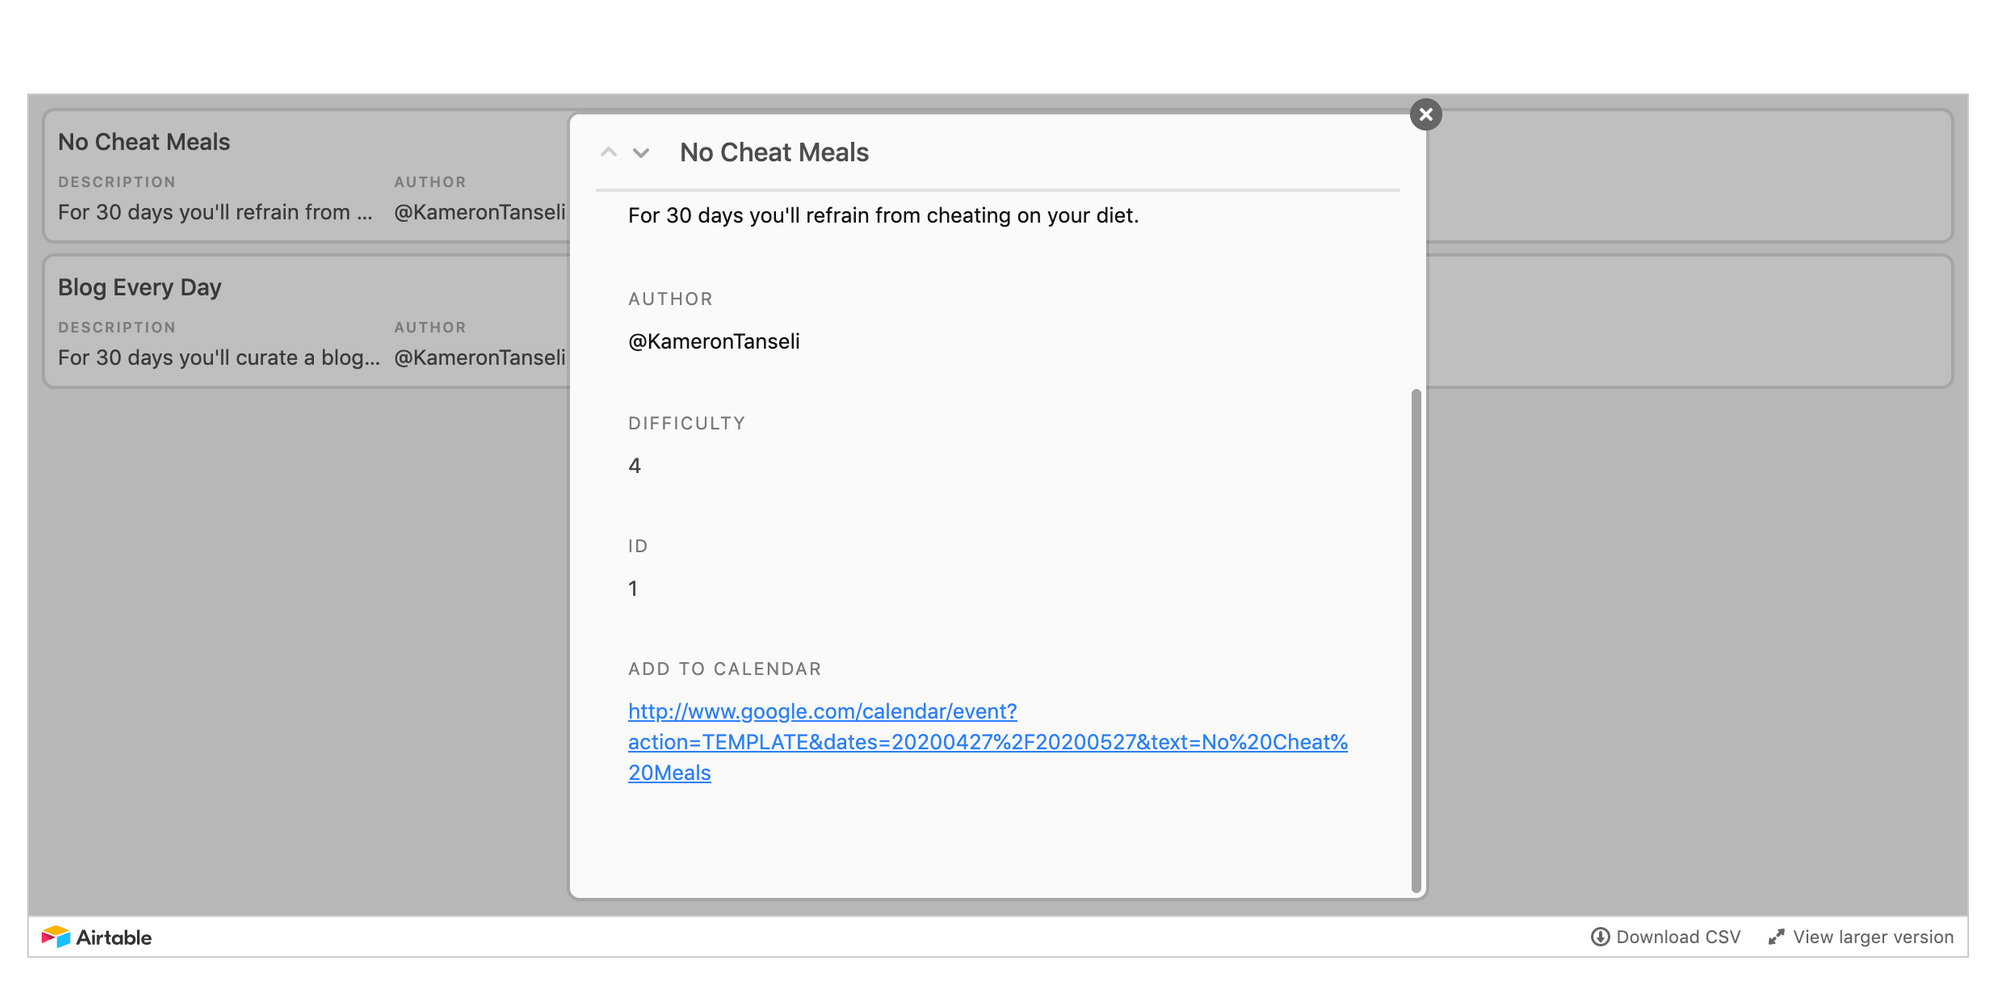 No Cheat Meals
DESCRIPTION AUTHOR
For 30 days you'll refrain from ... @KameronTanseli
Blog Every Day
DESCRIPTION AUTHOR
For 30 days you'll curate a blog... @KameronTanseli
No Cheat Meals
For 30 days you'll refrain from cheating on your diet.
AUTHOR
@KameronTanseli
DIFFICULTY
4
ID
1
ADD TO CALENDAR
http://www.google.com/calendar/event?
action=TEMPLATE&dates=20200427%2F20200527&text=No%20Cheat%
20Meals
Airtable
Download CSV View larger version